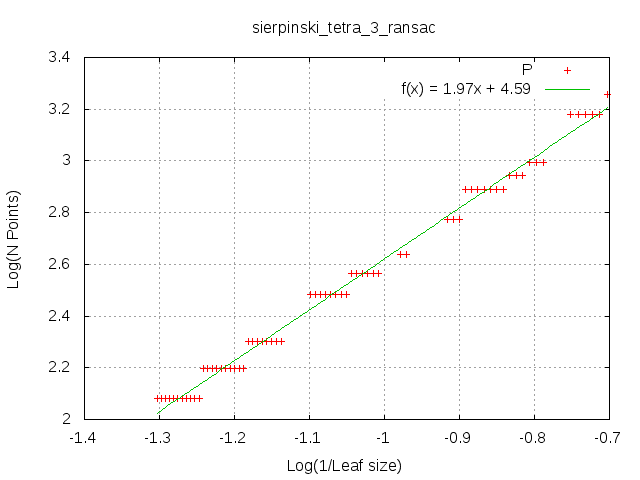 sierpinski_tetra_3_ransac
P
f(x) = 1.97x + 4.59
3.4
3.2
3
2.8
2.6
2.4
2.2
2
Log(N Points)
-1.4 -1.3 -1.2 -1.1 -1 -0.9 -0.8 -0.7
Log(1/Leaf size)